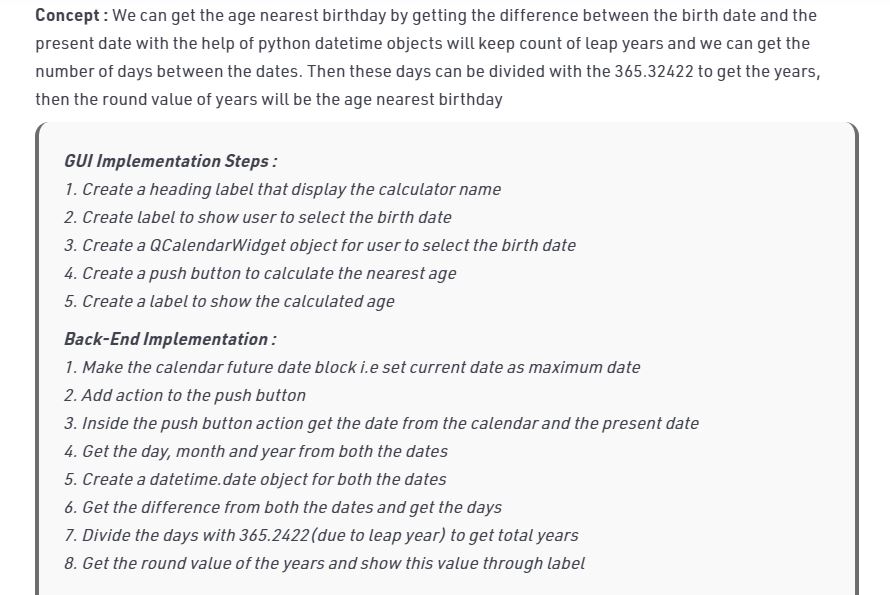 Concept : We can get the age nearest birthday by getting the difference between the birth date and the
present date with the help of python datetime objects will keep count of leap years and we can get the
number of days between the dates. Then these days can be divided with the 365.32422 to get the years,
then the round value of years will be the age nearest birthday
GUI Implementation Steps :
1. Create a heading label that display the calculator name
2. Create label to show user to select the birth date
3. Create a QCalendarWidget object for user to select the birth date
4. Create a push button to calculate the nearest age
5. Create a label to show the calculated age
Back-End Implementation :
1. Make the calendar future date block i.e set current date as maximum date
2. Add action to the push button
3. Inside the push button action get the date from the calendar and the present date
4. Get the day, month and year from both the dates
5. Create a datetime.date object for both the dates
6. Get the difference from both the dates and get the days
7. Divide the days with 365.2422(due to leap year) to get total years
8. Get the round value of the years and show this value through label